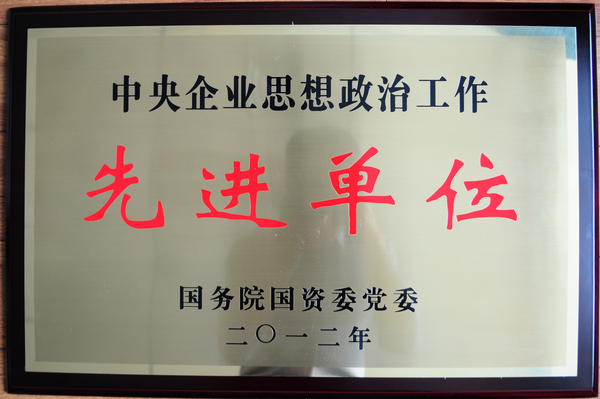 中央企业思想政治工作
先进单位
国务院国资委党委
二〇一二年